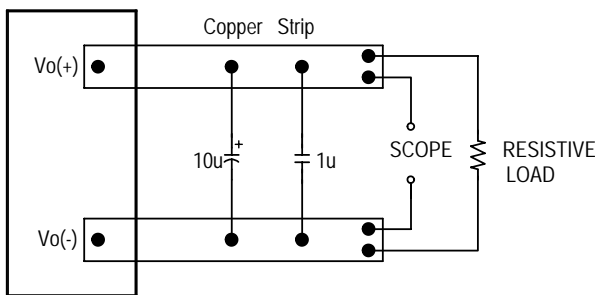 Copper Strip
Vo(+)
10u
+
1u
SCOPE
RESISTIVE
LOAD
Vo(-)